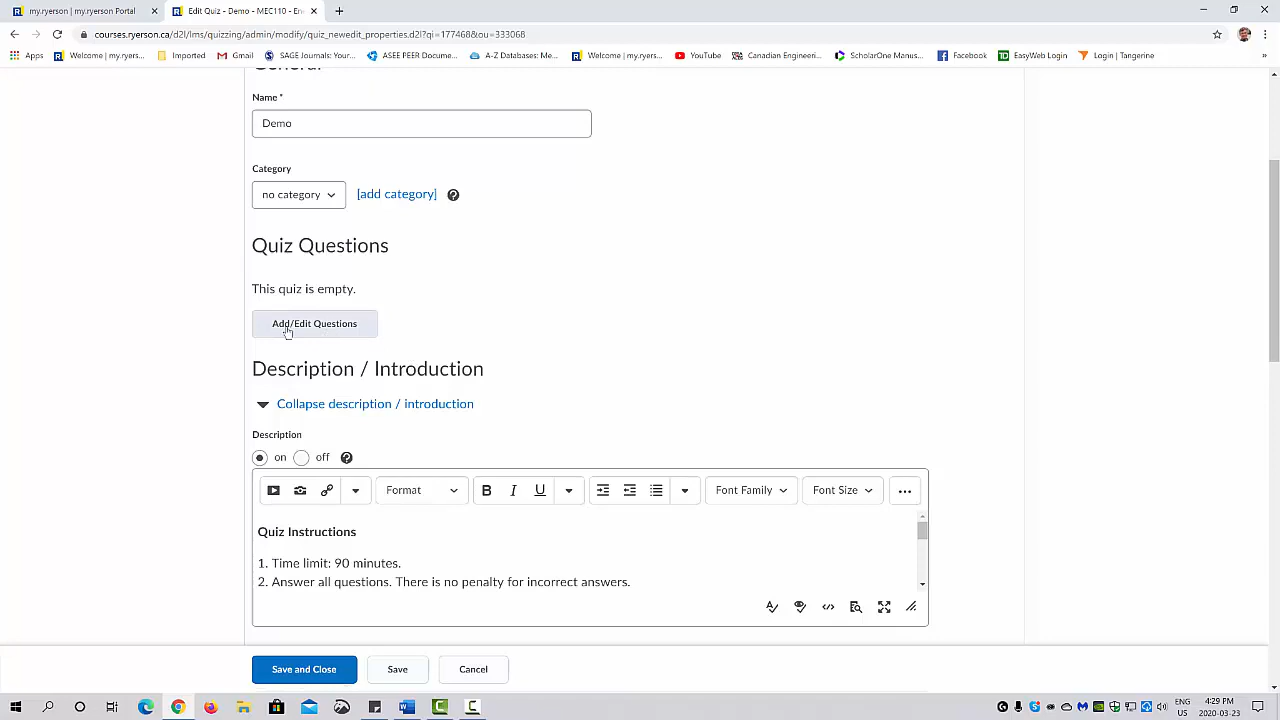 my.ryerson | my.ryerson Portal
Edit Quiz - Demo - MEC110 - En
courses.ryerson.ca/d2l/lms/quizzing/admin/modify/quiz_newedit_properties.d2l?qi=177468&ou=333068
Apps
Welcome | my.ryers...
Imported
Gmail
SAGE Journals: Your...
ASEE PEER Docume...
A-Z Databases: Me...
Welcome | my.ryers...
YouTube
Canadian Engineeri...
ScholarOne Manus...
Facebook
EasyWeb Login
Login | Tangerine
»
General
Name *
Demo
Category
no category
[add category]
Quiz Questions
This quiz is empty.
Add/Edit Questions
Description / Introduction
Collapse description / introduction
Description
on
off
Format
B I U
Font Family
Font Size
Quiz Instructions
1. Time limit: 90 minutes.
2. Answer all questions. There is no penalty for incorrect answers.
Save and Close
Save
Cancel
ENG
US
4:29 PM
2020-03-23